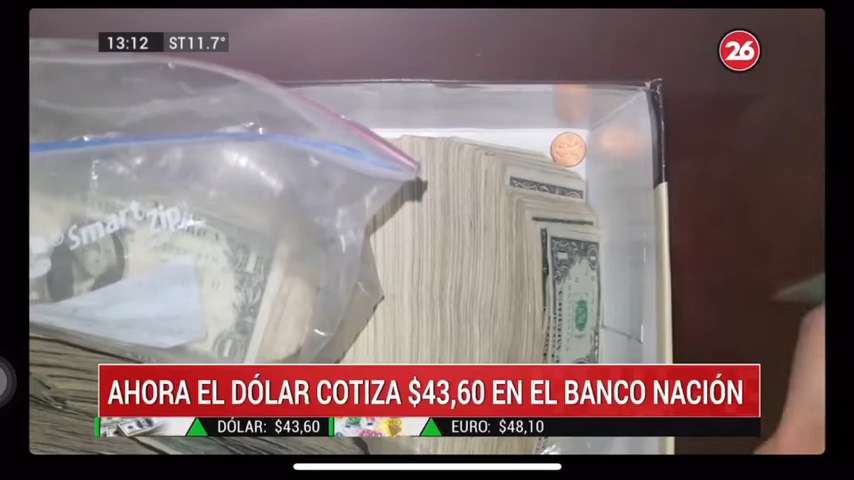 13:12 ST11.7°
26
Smart zip
AHORA EL DÓLAR COTIZA $43,60 EN EL BANCO NACIÓN
DÓLAR: $43,60 EURO: $48,10